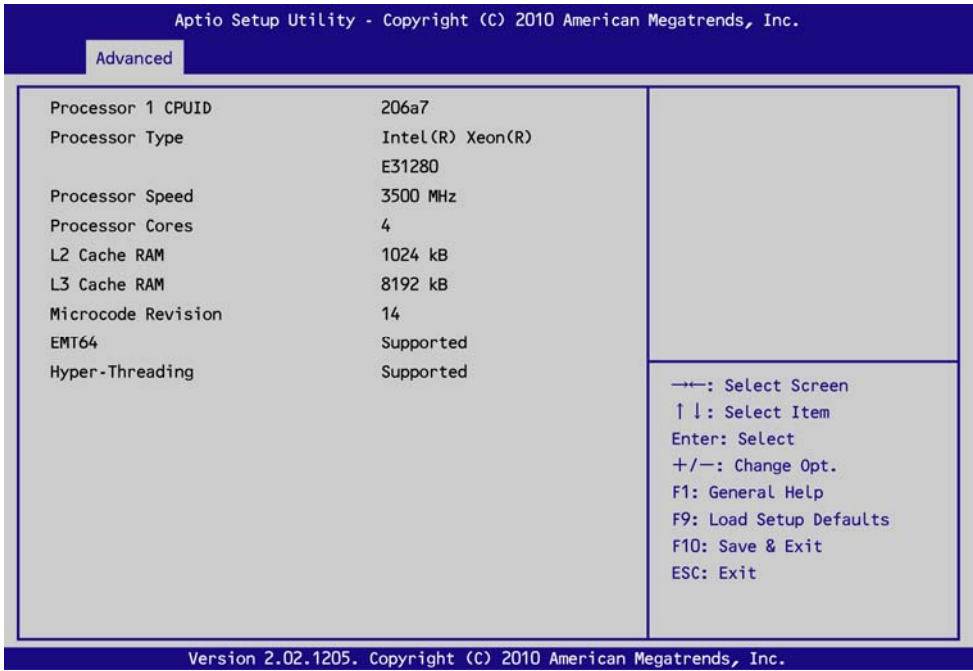 Aptio Setup Utility - Copyright (C) 2010 American Megatrends, Inc.
Advanced
Processor 1 CPUID 206a7
Processor Type Intel(R) Xeon(R)
E31280
Processor Speed 3500 MHz
Processor Cores 4
L2 Cache RAM 1024 kB
L3 Cache RAM 8192 kB
Microcode Revision 14
EMT64 Supported
Hyper-Threading Supported
→←: Select Screen
↑↓: Select Item
Enter: Select
+/−: Change Opt.
F1: General Help
F9: Load Setup Defaults
F10: Save & Exit
ESC: Exit
Version 2.02.1205. Copyright (C) 2010 American Megatrends, Inc.